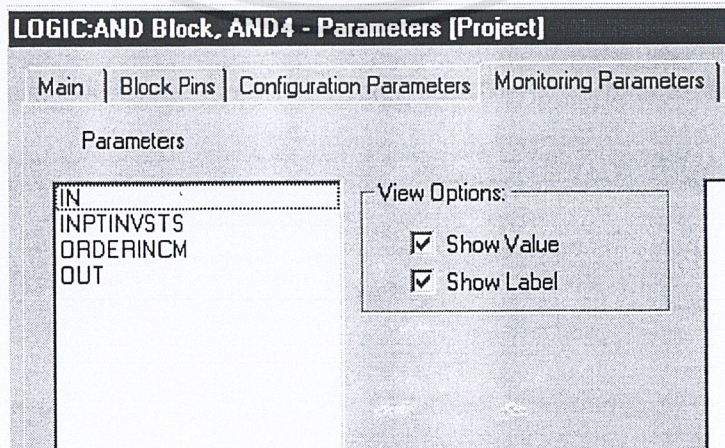 LOGIC:AND Block, AND4 - Parameters [Project]
Main Block Pins Configuration Parameters Monitoring Parameters
Parameters
IN
INPTINVSTS
ORDERINCM
OUT
View Options:
Show Value
Show Label